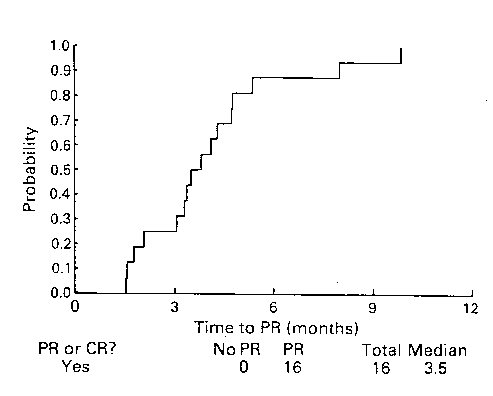 1.0
0.9
0.8
0.7
0.6
0.5
0.4
0.3
0.2
0.1
0.0
Probability
0 3 6 9 12
Time to PR (months)
PR or CR? No PR PR Total Median
Yes 0 16 16 3.5